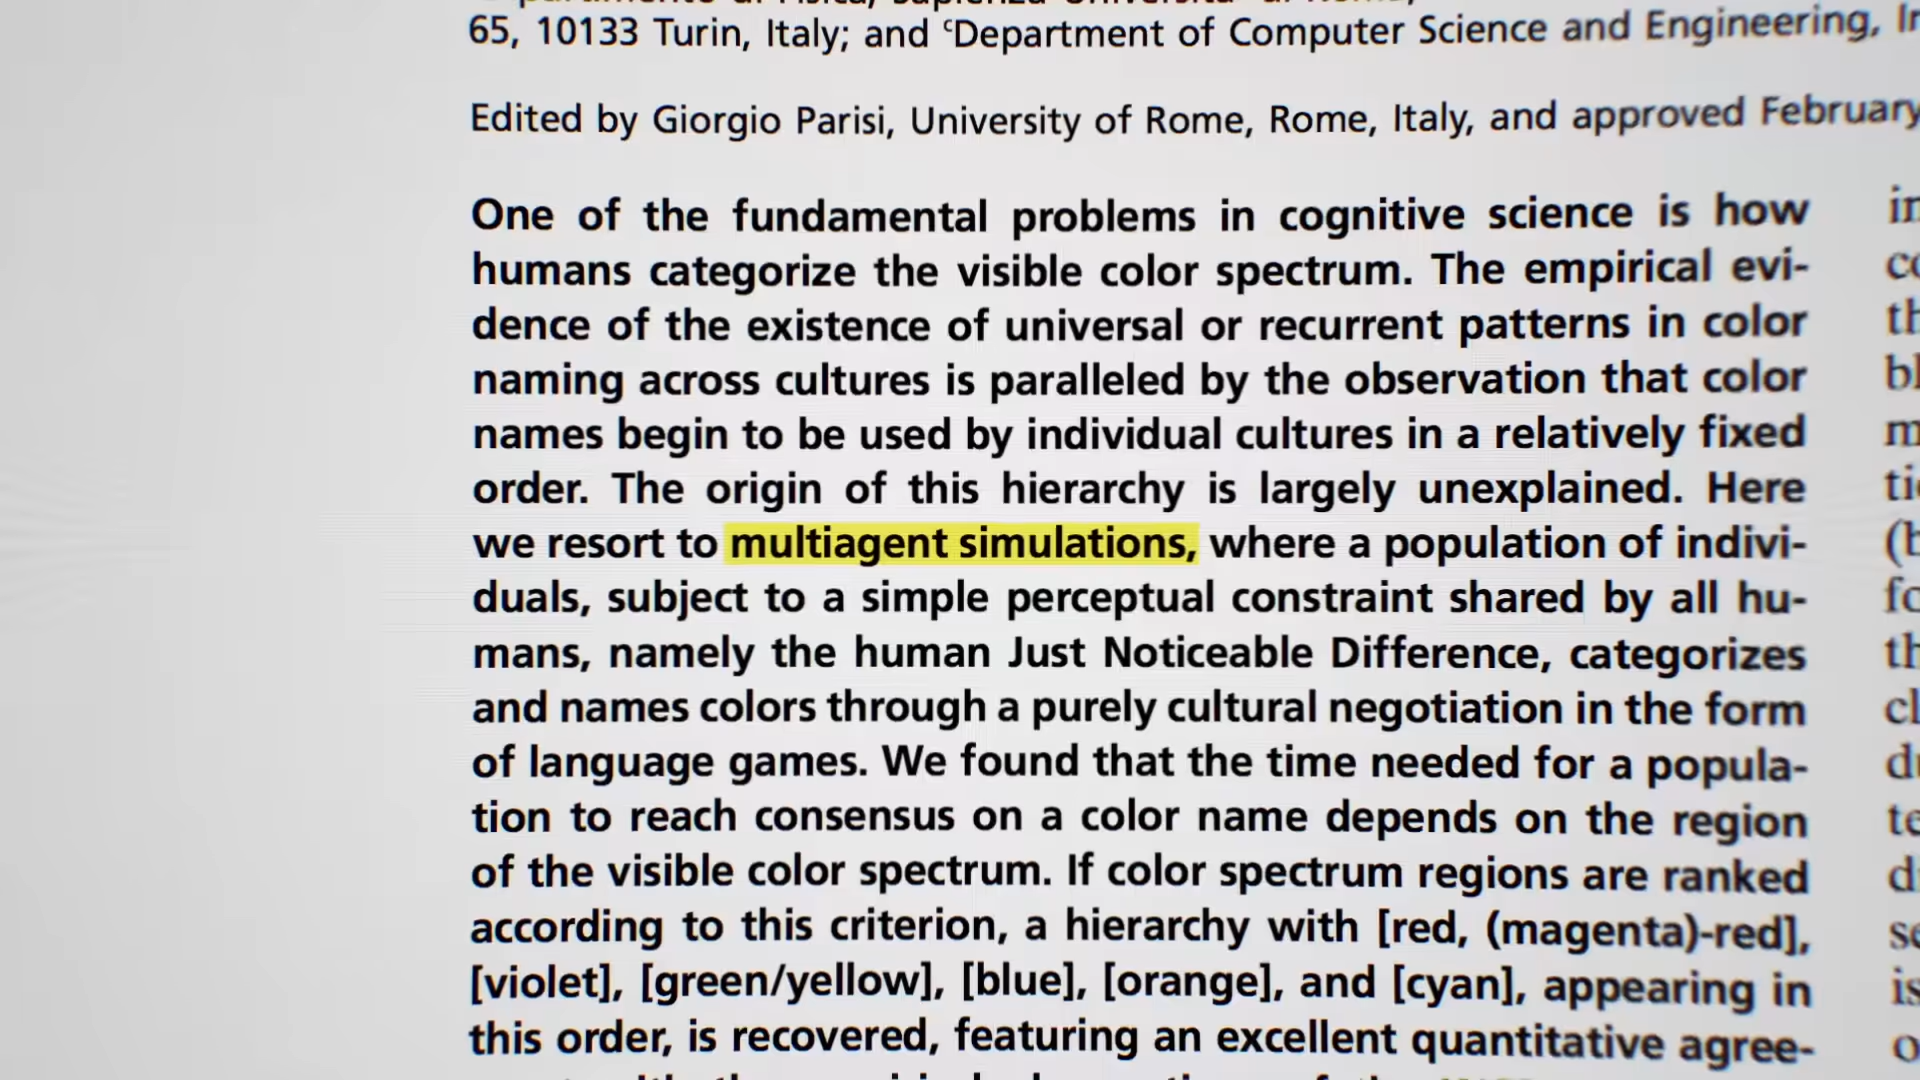 65, 10133 Turin, Italy; and ᶜDepartment of Computer Science and Engineering,
Edited by Giorgio Parisi, University of Rome, Rome, Italy, and approved February
One of the fundamental problems in cognitive science is how
humans categorize the visible color spectrum. The empirical evi-
dence of the existence of universal or recurrent patterns in color
naming across cultures is paralleled by the observation that color
names begin to be used by individual cultures in a relatively fixed
order. The origin of this hierarchy is largely unexplained. Here
we resort to multiagent simulations, where a population of indivi-
duals, subject to a simple perceptual constraint shared by all hu-
mans, namely the human Just Noticeable Difference, categorizes
and names colors through a purely cultural negotiation in the form
of language games. We found that the time needed for a popula-
tion to reach consensus on a color name depends on the region
of the visible color spectrum. If color spectrum regions are ranked
according to this criterion, a hierarchy with [red, (magenta)-red],
[violet], [green/yellow], [blue], [orange], and [cyan], appearing in
this order, is recovered, featuring an excellent quantitative agree-